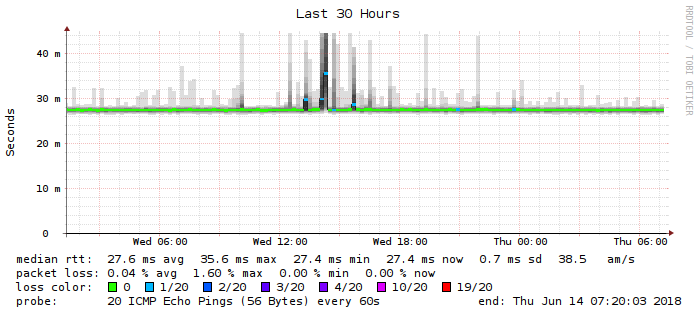 Last 30 Hours
RRDTOOL / TOBI OETIKER
Seconds
40 m
30 m
20 m
10 m
0
Wed 06:00 Wed 12:00 Wed 18:00 Thu 00:00 Thu 06:00
median rtt: 27.6 ms avg 35.6 ms max 27.4 ms min 27.4 ms now 0.7 ms sd 38.5 am/s
packet loss: 0.04 % avg 1.60 % max 0.00 % min 0.00 % now
loss color: 0 1/20 2/20 3/20 4/20 10/20 19/20
probe: 20 ICMP Echo Pings (56 Bytes) every 60s end: Thu Jun 14 07:20:03 2018